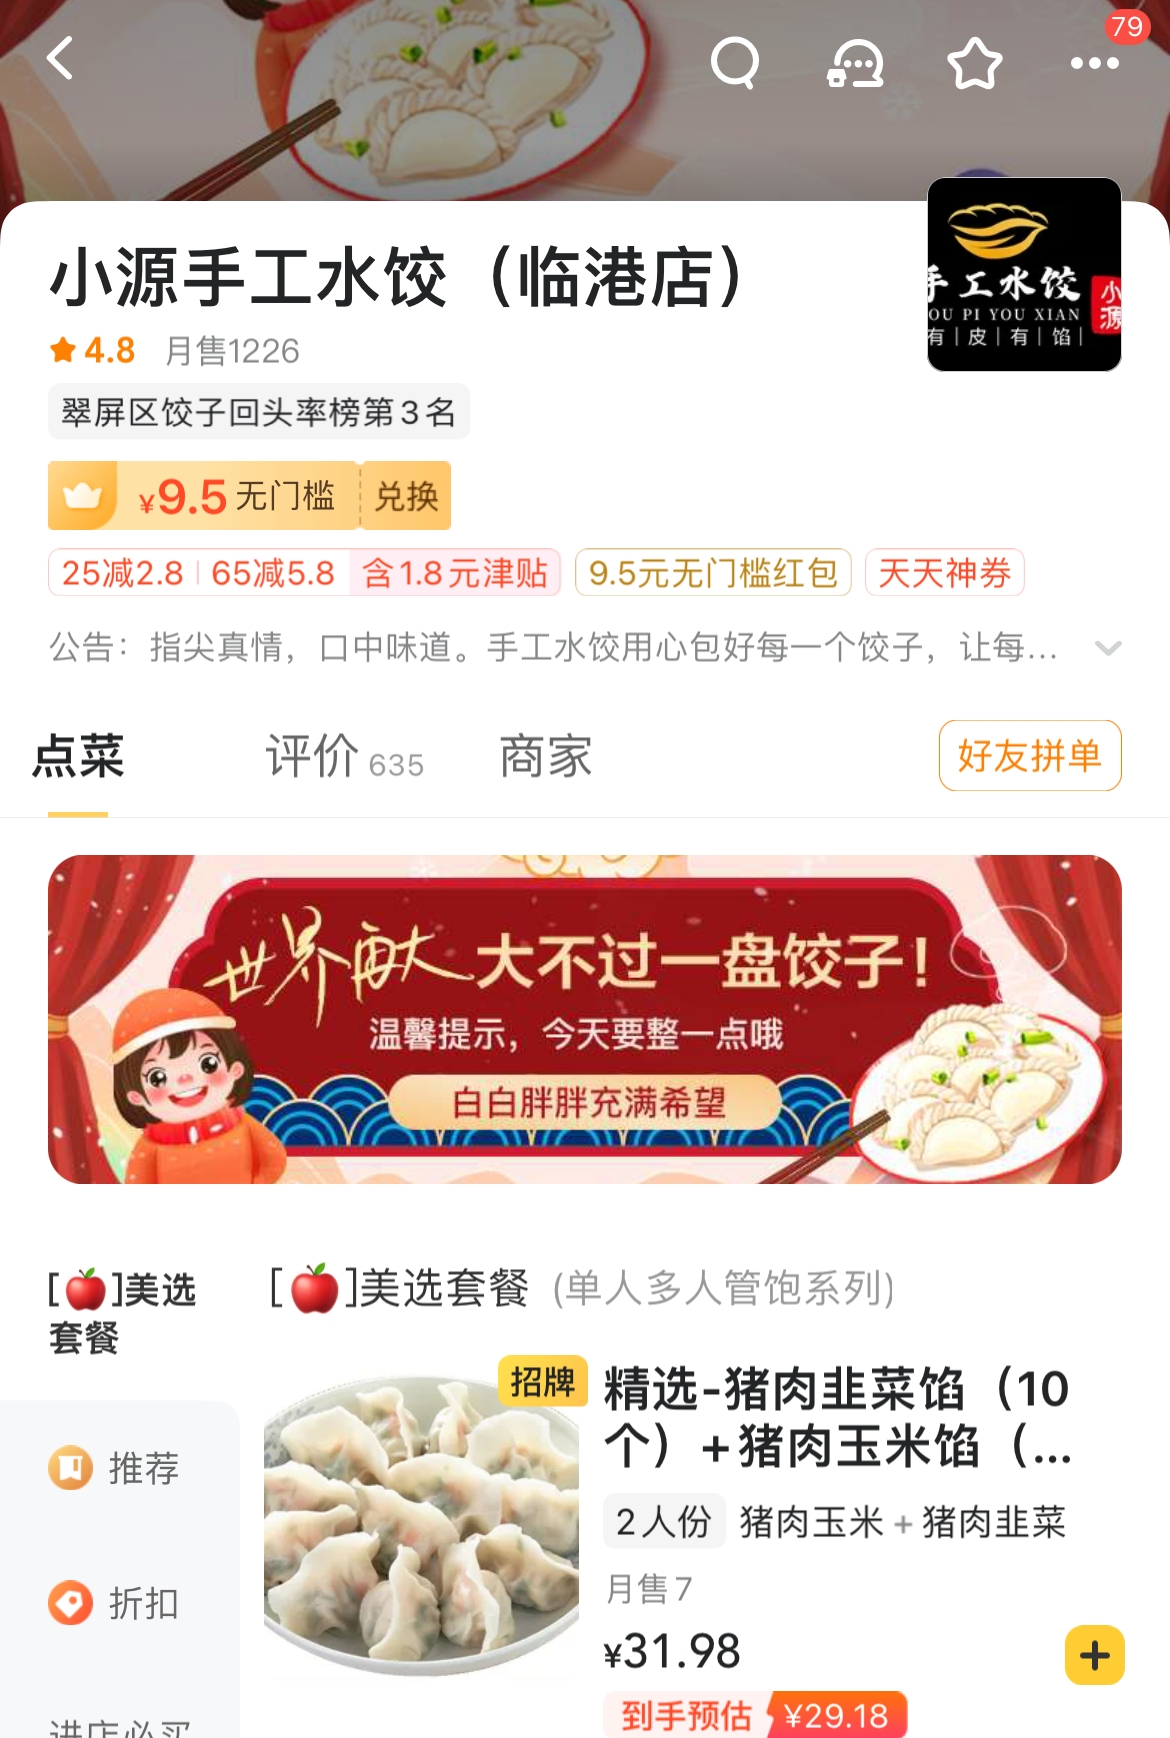 79
小源手工水饺（临港店）
手工水饺
小源
OU PI YOU XIAN
有|皮|有|馅|
4.8 月售1226
翠屏区饺子回头率榜第3名
¥9.5 无门槛 兑换
25减2.8 65减5.8 含1.8元津贴 9.5元无门槛红包 天天神券
公告：指尖真情，口中味道。手工水饺用心包好每一个饺子，让每...
点菜 评价 635 商家 好友拼单
世界再大 大不过一盘饺子！
温馨提示，今天要整一点哦
白白胖胖充满希望
[🍎]美选套餐
推荐
折扣
进店必买
[🍎]美选套餐 (单人多人管饱系列)
招牌
精选-猪肉韭菜馅（10
个）+猪肉玉米馅（...
2人份 猪肉玉米+猪肉韭菜
月售7
¥31.98
到手预估 ¥29.18